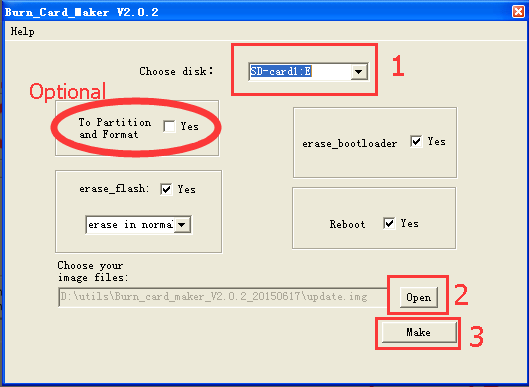 Burn_Card_Maker V2.0.2
Help
Choose disk:
SD-card1:E
1
Optional
To Partition
and Format
Yes
erase_bootloader
Yes
erase_flash:
Yes
erase in normal
Reboot
Yes
Choose your
image files:
D:\utils\Burn_card_maker_V2.0.2_20150617\update.img
Open
2
Make
3